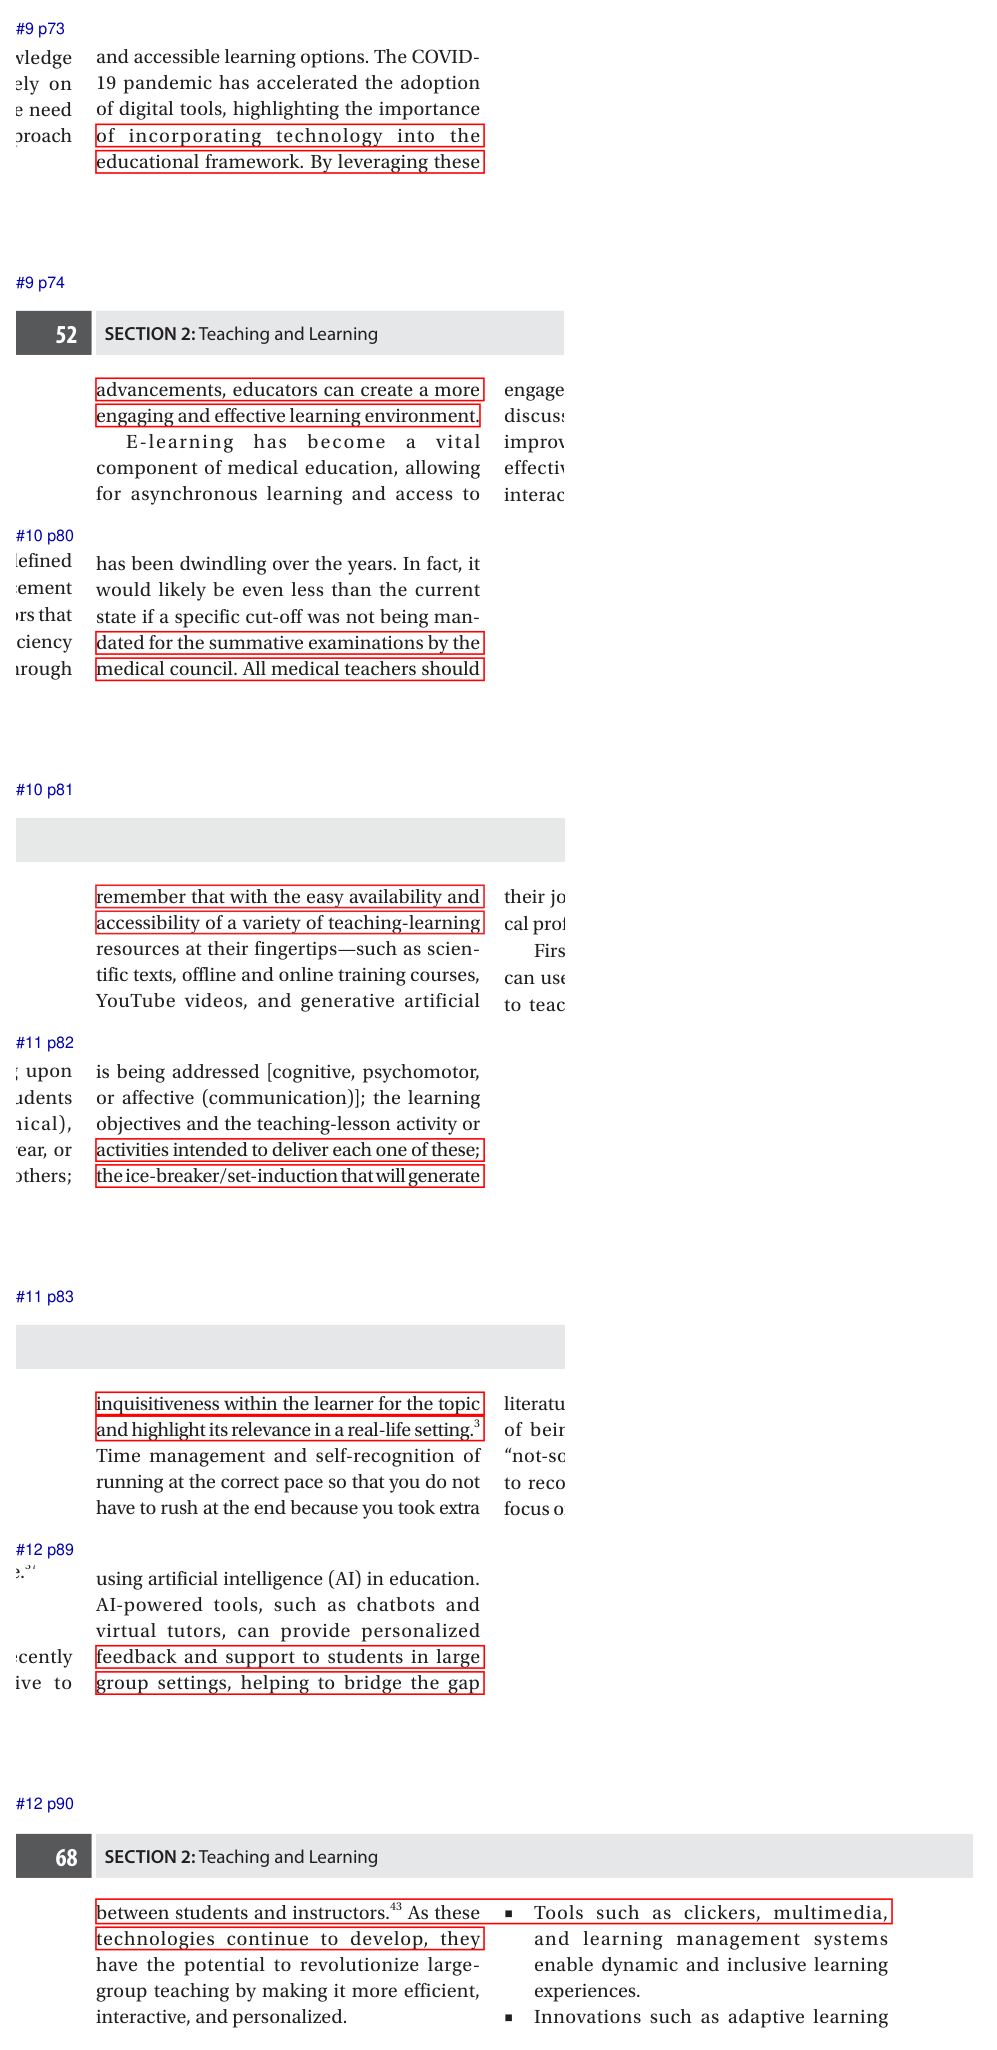 #9 p73
and accessible learning options. The COVID-
19 pandemic has accelerated the adoption
of digital tools, highlighting the importance
of incorporating technology into the
educational framework. By leveraging these
ely on
need
#9 p74
52 SECTION 2: Teaching and Learning
advancements, educators can create a more
engaging and effective learning environment.
E-learning has become a vital
component of medical education, allowing
for asynchronous learning and access to
engage
#10 p80
has been dwindling over the years. In fact, it
would likely be even less than the current
state if a specific cut-off was not being man-
dated for the summative examinations by the
medical council. All medical teachers should
that
#10 p81
remember that with the easy availability and
accessibility of a variety of teaching-learning
resources at their fingertips—such as scien-
tific texts, offline and online training courses,
YouTube videos, and generative artificial
their
#11 p82
upon
or
is being addressed [cognitive, psychomotor,
or affective (communication)]; the learning
objectives and the teaching-lesson activity or
activities intended to deliver each one of these;
the ice-breaker/set-induction that will generate
#11 p83
inquisitiveness within the learner for the topic
and highlight its relevance in a real-life setting.3
Time management and self-recognition of
running at the correct pace so that you do not
have to rush at the end because you took extra
of
to
focus
#12 p89
to
using artificial intelligence (AI) in education.
AI-powered tools, such as chatbots and
virtual tutors, can provide personalized
feedback and support to students in large
group settings, helping to bridge the gap
#12 p90
68 SECTION 2: Teaching and Learning
between students and instructors.43 As these
technologies continue to develop, they
have the potential to revolutionize large-
group teaching by making it more efficient,
interactive, and personalized.
▪ Tools such as clickers, multimedia,
and learning management systems
enable dynamic and inclusive learning
experiences.
▪ Innovations such as adaptive learning